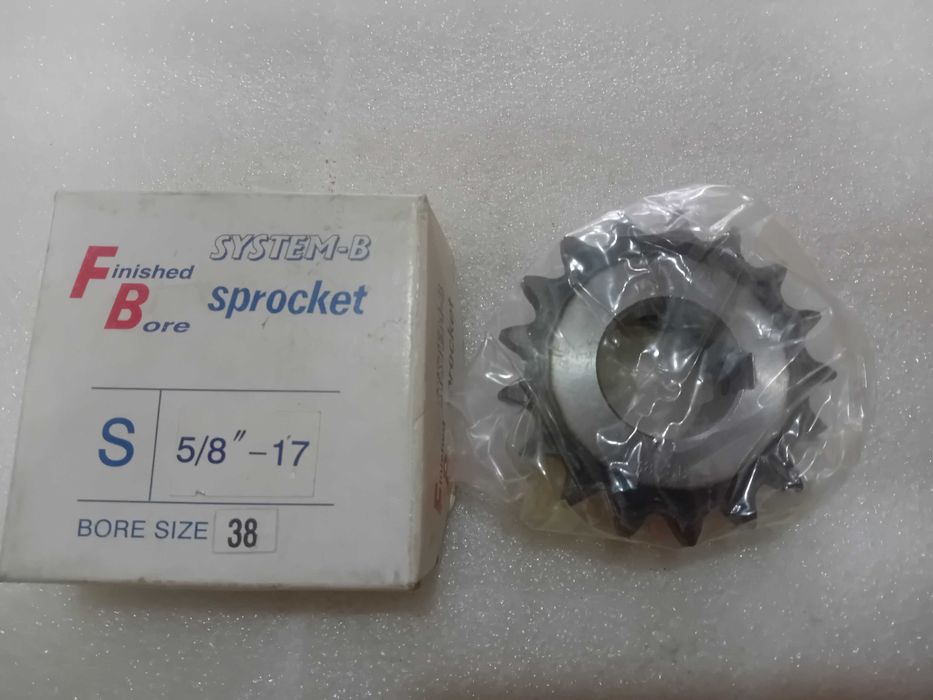 Finished
Bore
SYSTEM-B
sprocket
S
5/8" -17
BORE SIZE 38